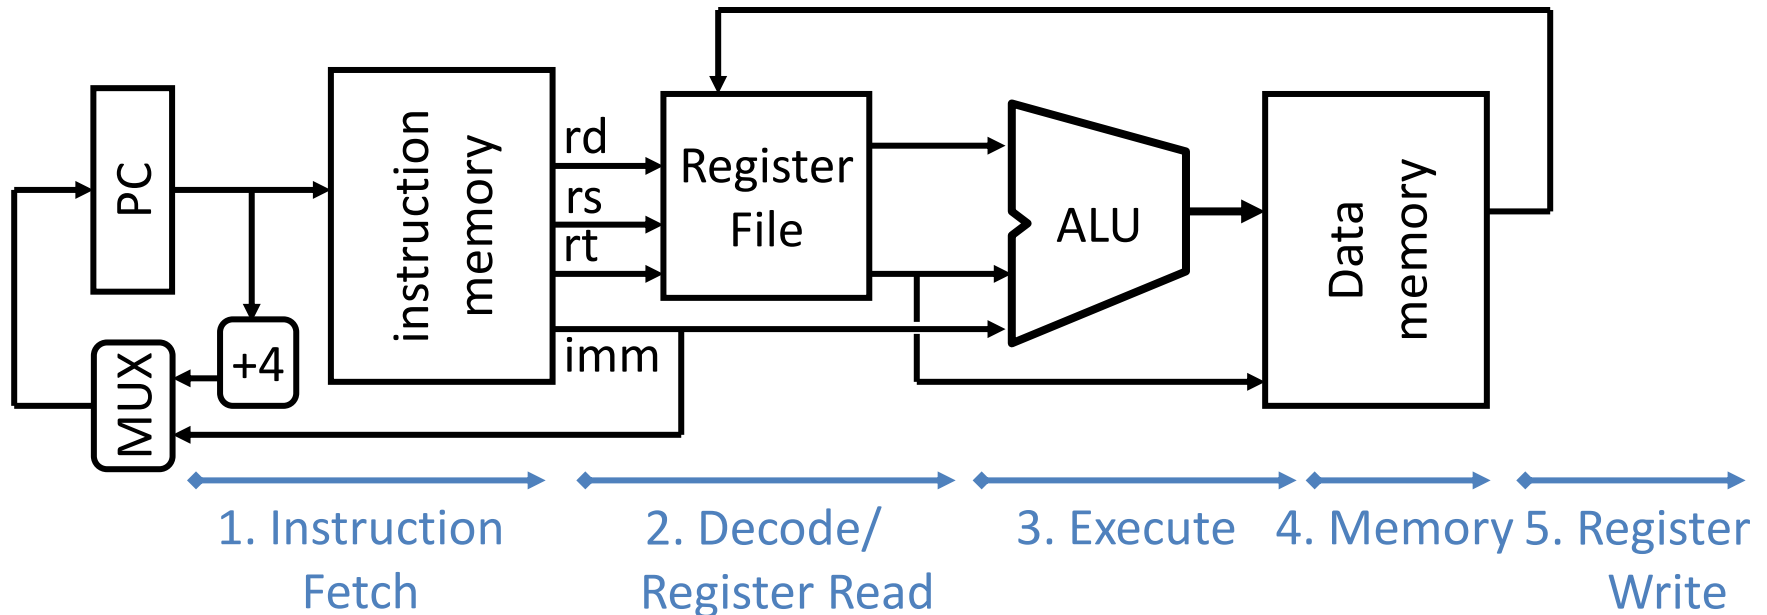 PC
+4
MUX
instruction
memory
rd
rs
rt
imm
Register
File
ALU
Data
memory
1. Instruction
Fetch
2. Decode/
Register Read
3. Execute
4. Memory
5. Register
Write